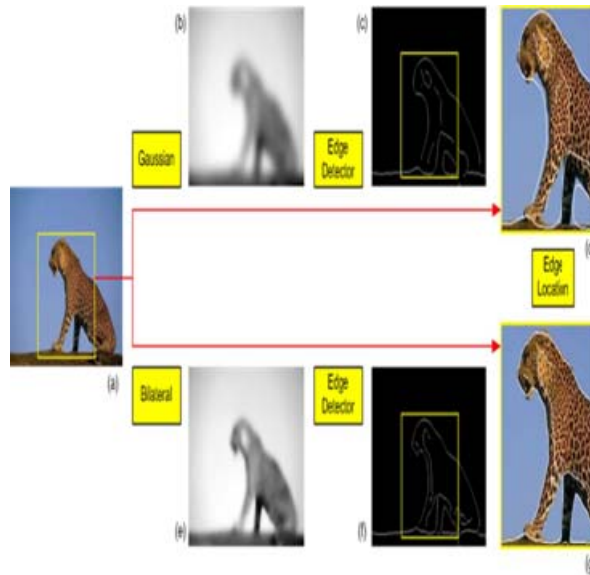 (b)
(c)
Gaussian
Edge
Detector
(d
Edge
Location
(a)
Bilateral
Edge
Detector
(e)
(f)
(g